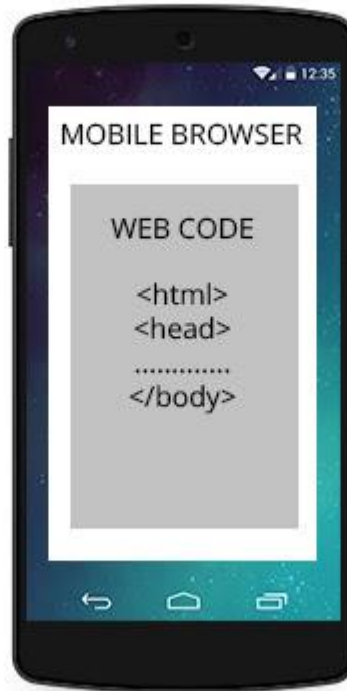 12:35
MOBILE BROWSER
WEB CODE
<html>
<head>
.............
</body>